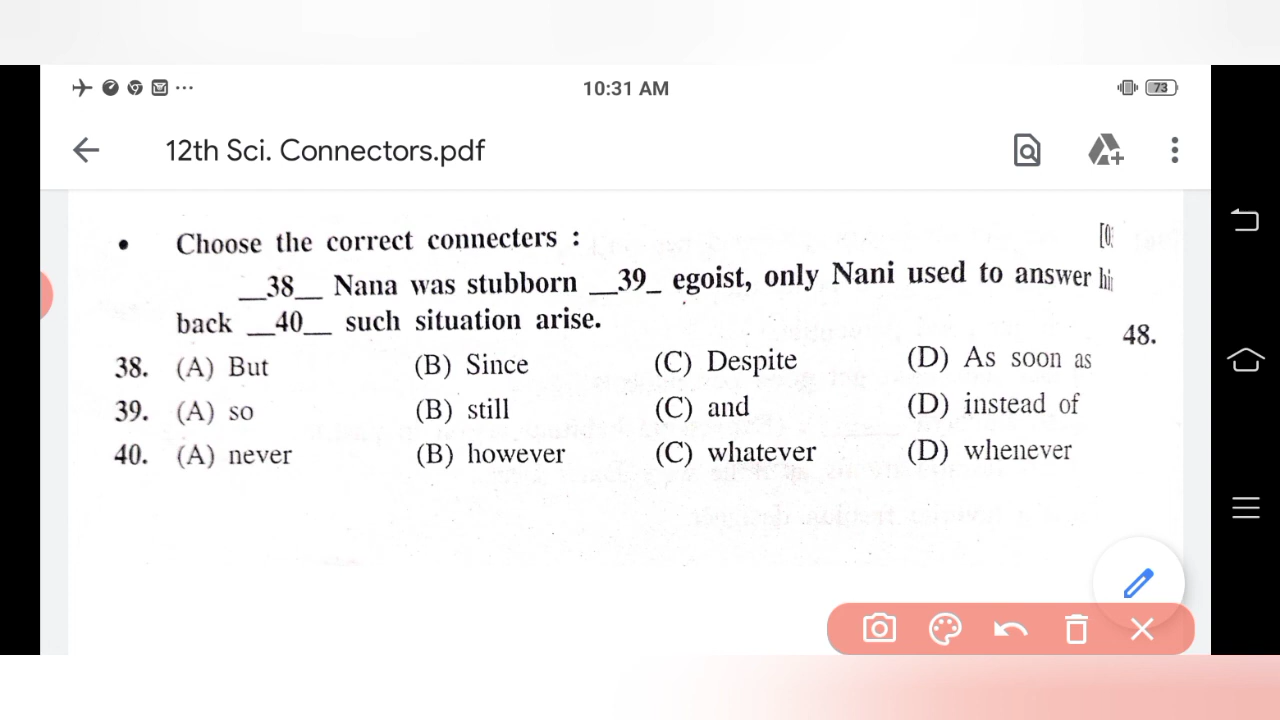 10:31 AM
73
12th Sci. Connectors.pdf
• Choose the correct connecters : [0
__38__ Nana was stubborn __39_ egoist, only Nani used to answer hi
back __40__ such situation arise.
48.
38. (A) But (B) Since (C) Despite (D) As soon as
39. (A) so (B) still (C) and (D) instead of
40. (A) never (B) however (C) whatever (D) whenever